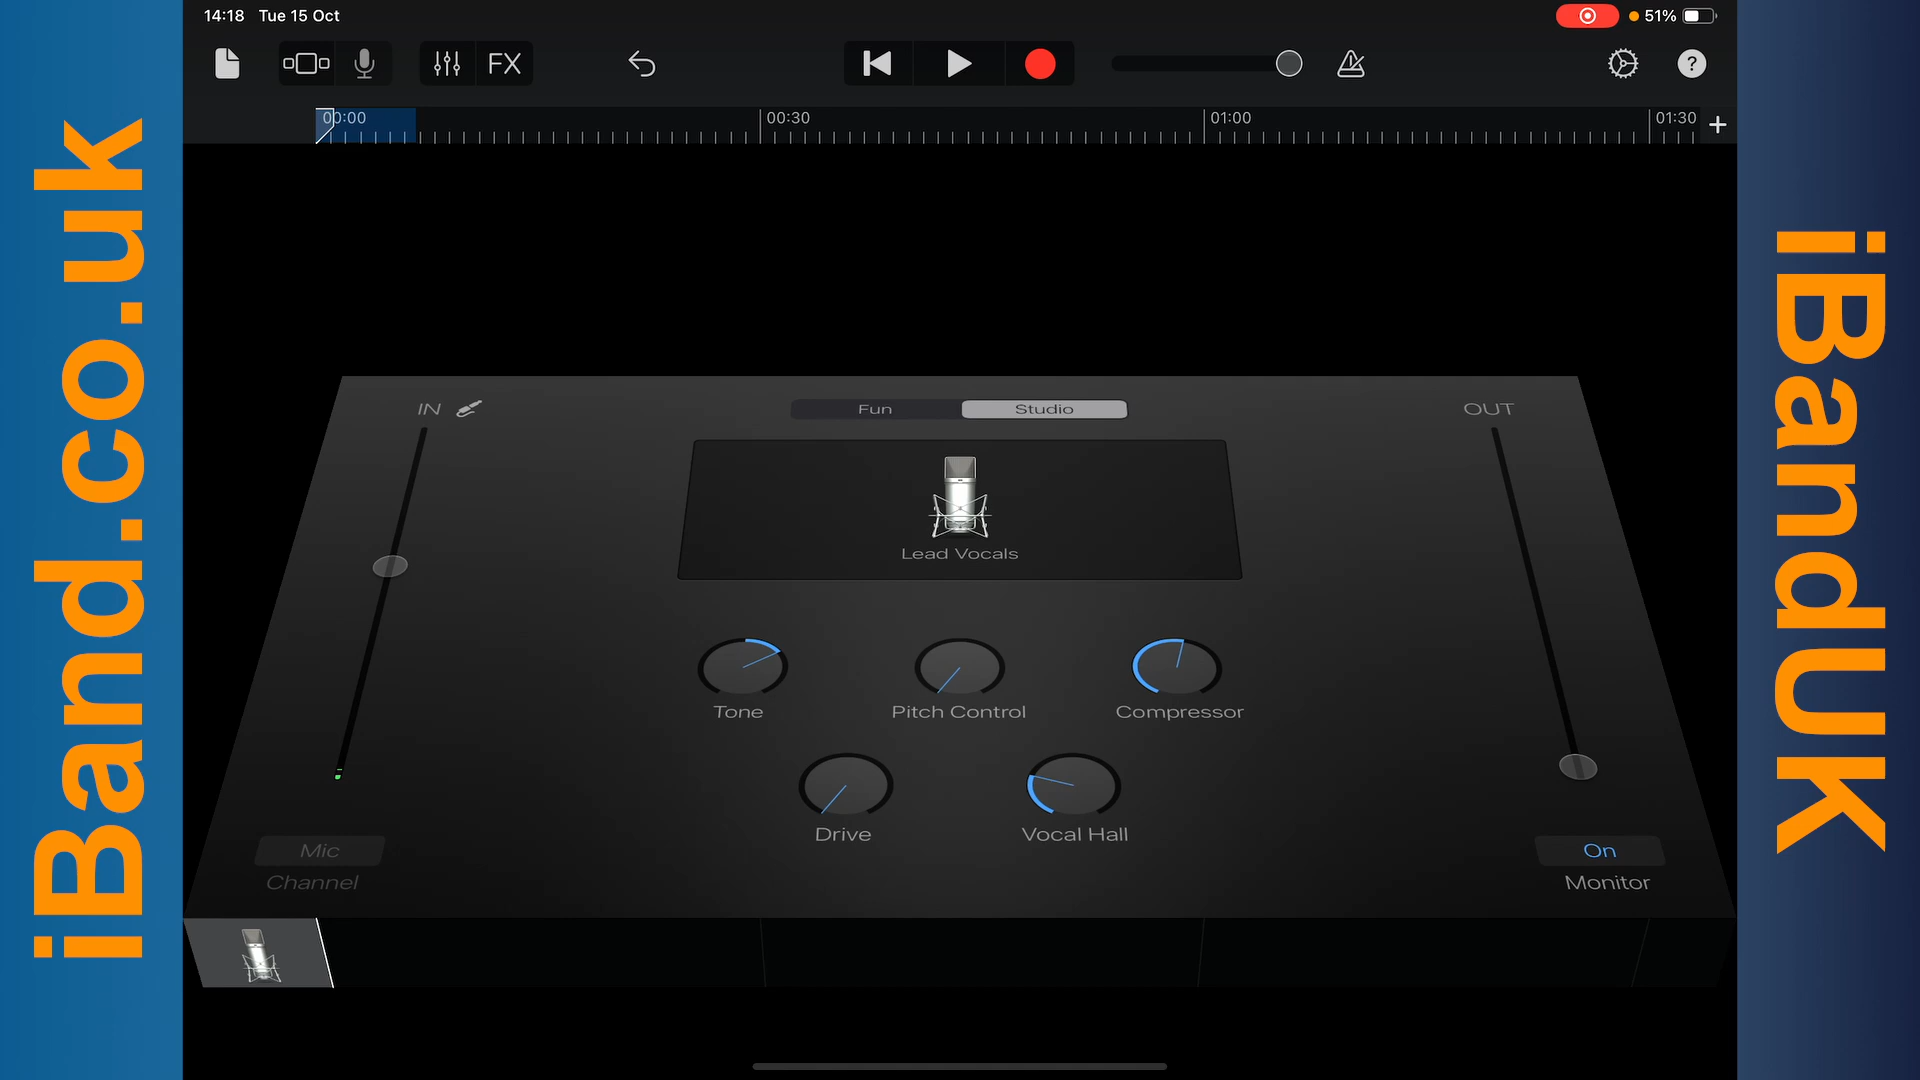 iBand.co.uk
14:18 Tue 15 Oct
51%
FX
?
00:00
00:30
01:00
01:30
+
IN
Fun
Studio
OUT
Lead Vocals
Tone
Pitch Control
Compressor
Drive
Vocal Hall
Mic
Channel
On
Monitor
iBandUK